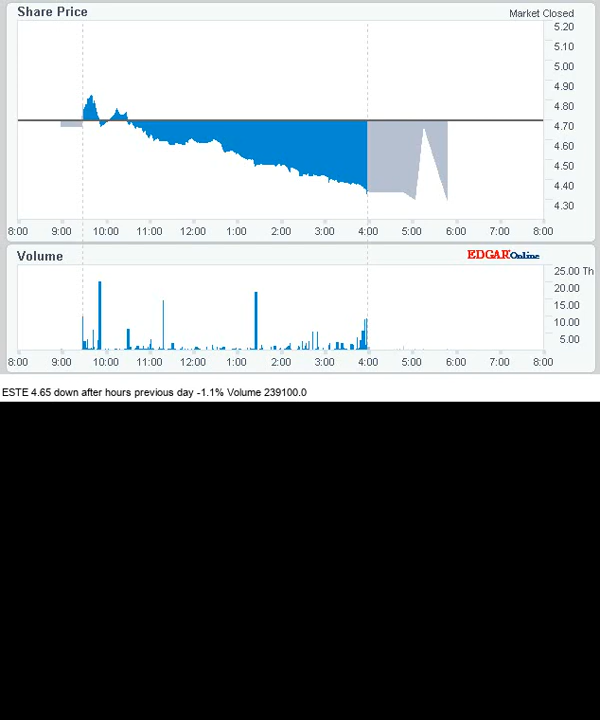 Share Price
Market Closed
5.20
5.10
5.00
4.90
4.80
4.70
4.60
4.50
4.40
4.30
8:00 9:00 10:00 11:00 12:00 1:00 2:00 3:00 4:00 5:00 6:00 7:00 8:00
Volume
EDGAR Online
25.00 Th
20.00
15.00
10.00
5.00
8:00 9:00 10:00 11:00 12:00 1:00 2:00 3:00 4:00 5:00 6:00 7:00 8:00
ESTE 4.65 down after hours previous day -1.1% Volume 239100.0